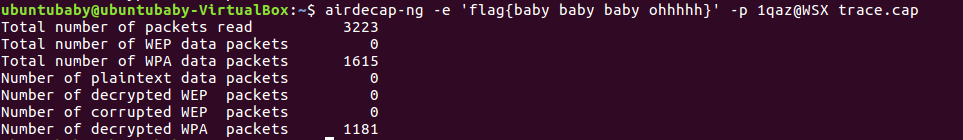 ubuntubaby@ubuntubaby-VirtualBox:~$ airdecap-ng -e 'flag{baby baby baby ohhhhh}' -p 1qaz@WSX trace.cap
Total number of packets read 3223
Total number of WEP data packets 0
Total number of WPA data packets 1615
Number of plaintext data packets 0
Number of decrypted WEP packets 0
Number of corrupted WEP packets 0
Number of decrypted WPA packets 1181